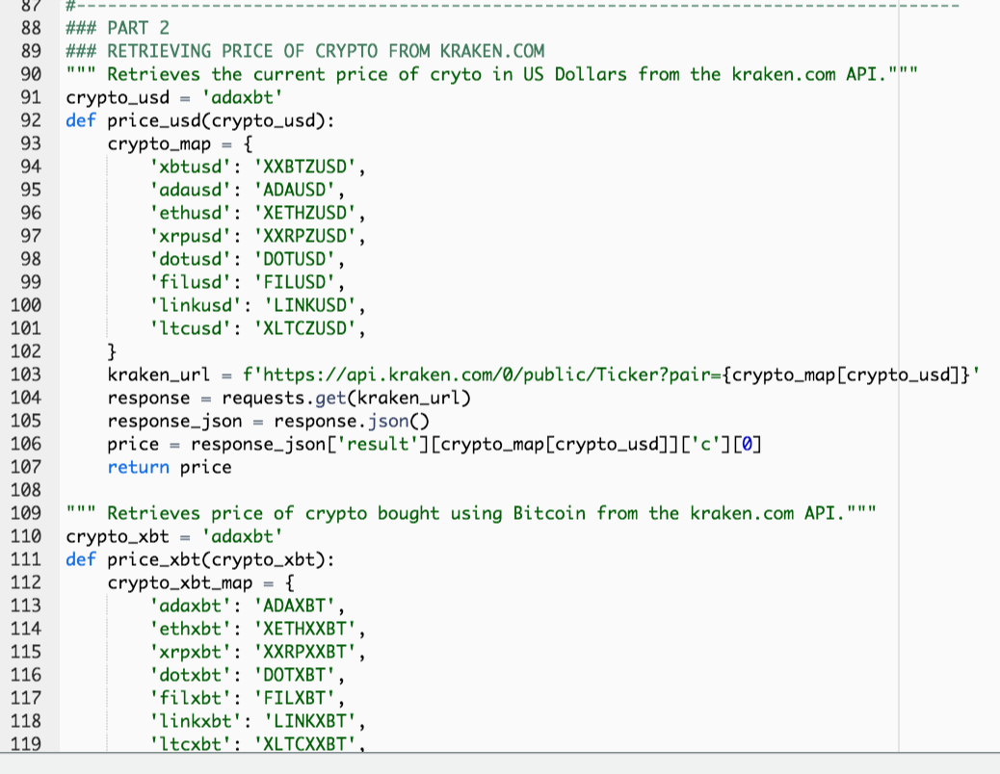 87 #-------------------------------------------------------------------------------------
88 ### PART 2
89 ### RETRIEVING PRICE OF CRYPTO FROM KRAKEN.COM
90 """ Retrieves the current price of cryto in US Dollars from the kraken.com API."""
91 crypto_usd = 'adaxbt'
92 def price_usd(crypto_usd):
93     crypto_map = {
94         'xbtusd': 'XXBTZUSD',
95         'adausd': 'ADAUSD',
96         'ethusd': 'XETHZUSD',
97         'xrpusd': 'XXRPZUSD',
98         'dotusd': 'DOTUSD',
99         'filusd': 'FILUSD',
100         'linkusd': 'LINKUSD',
101         'ltcusd': 'XLTCZUSD',
102     }
103     kraken_url = f'https://api.kraken.com/0/public/Ticker?pair={crypto_map[crypto_usd]}'
104     response = requests.get(kraken_url)
105     response_json = response.json()
106     price = response_json['result'][crypto_map[crypto_usd]]['c'][0]
107     return price
108
109 """ Retrieves price of crypto bought using Bitcoin from the kraken.com API."""
110 crypto_xbt = 'adaxbt'
111 def price_xbt(crypto_xbt):
112     crypto_xbt_map = {
113         'adaxbt': 'ADAXBT',
114         'ethxbt': 'XETHXXBT',
115         'xrpxbt': 'XXRPXXBT',
116         'dotxbt': 'DOTXBT',
117         'filxbt': 'FILXBT',
118         'linkxbt': 'LINKXBT',
119         'ltcxbt': 'XLTCXXBT',